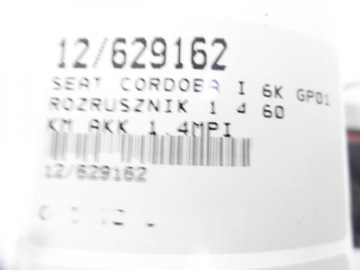 12/629162
SEAT CORDOBA I 6K GP01
ROZRUSZNIK 1.4 60
KM AKK 1.4MPI
12/629162